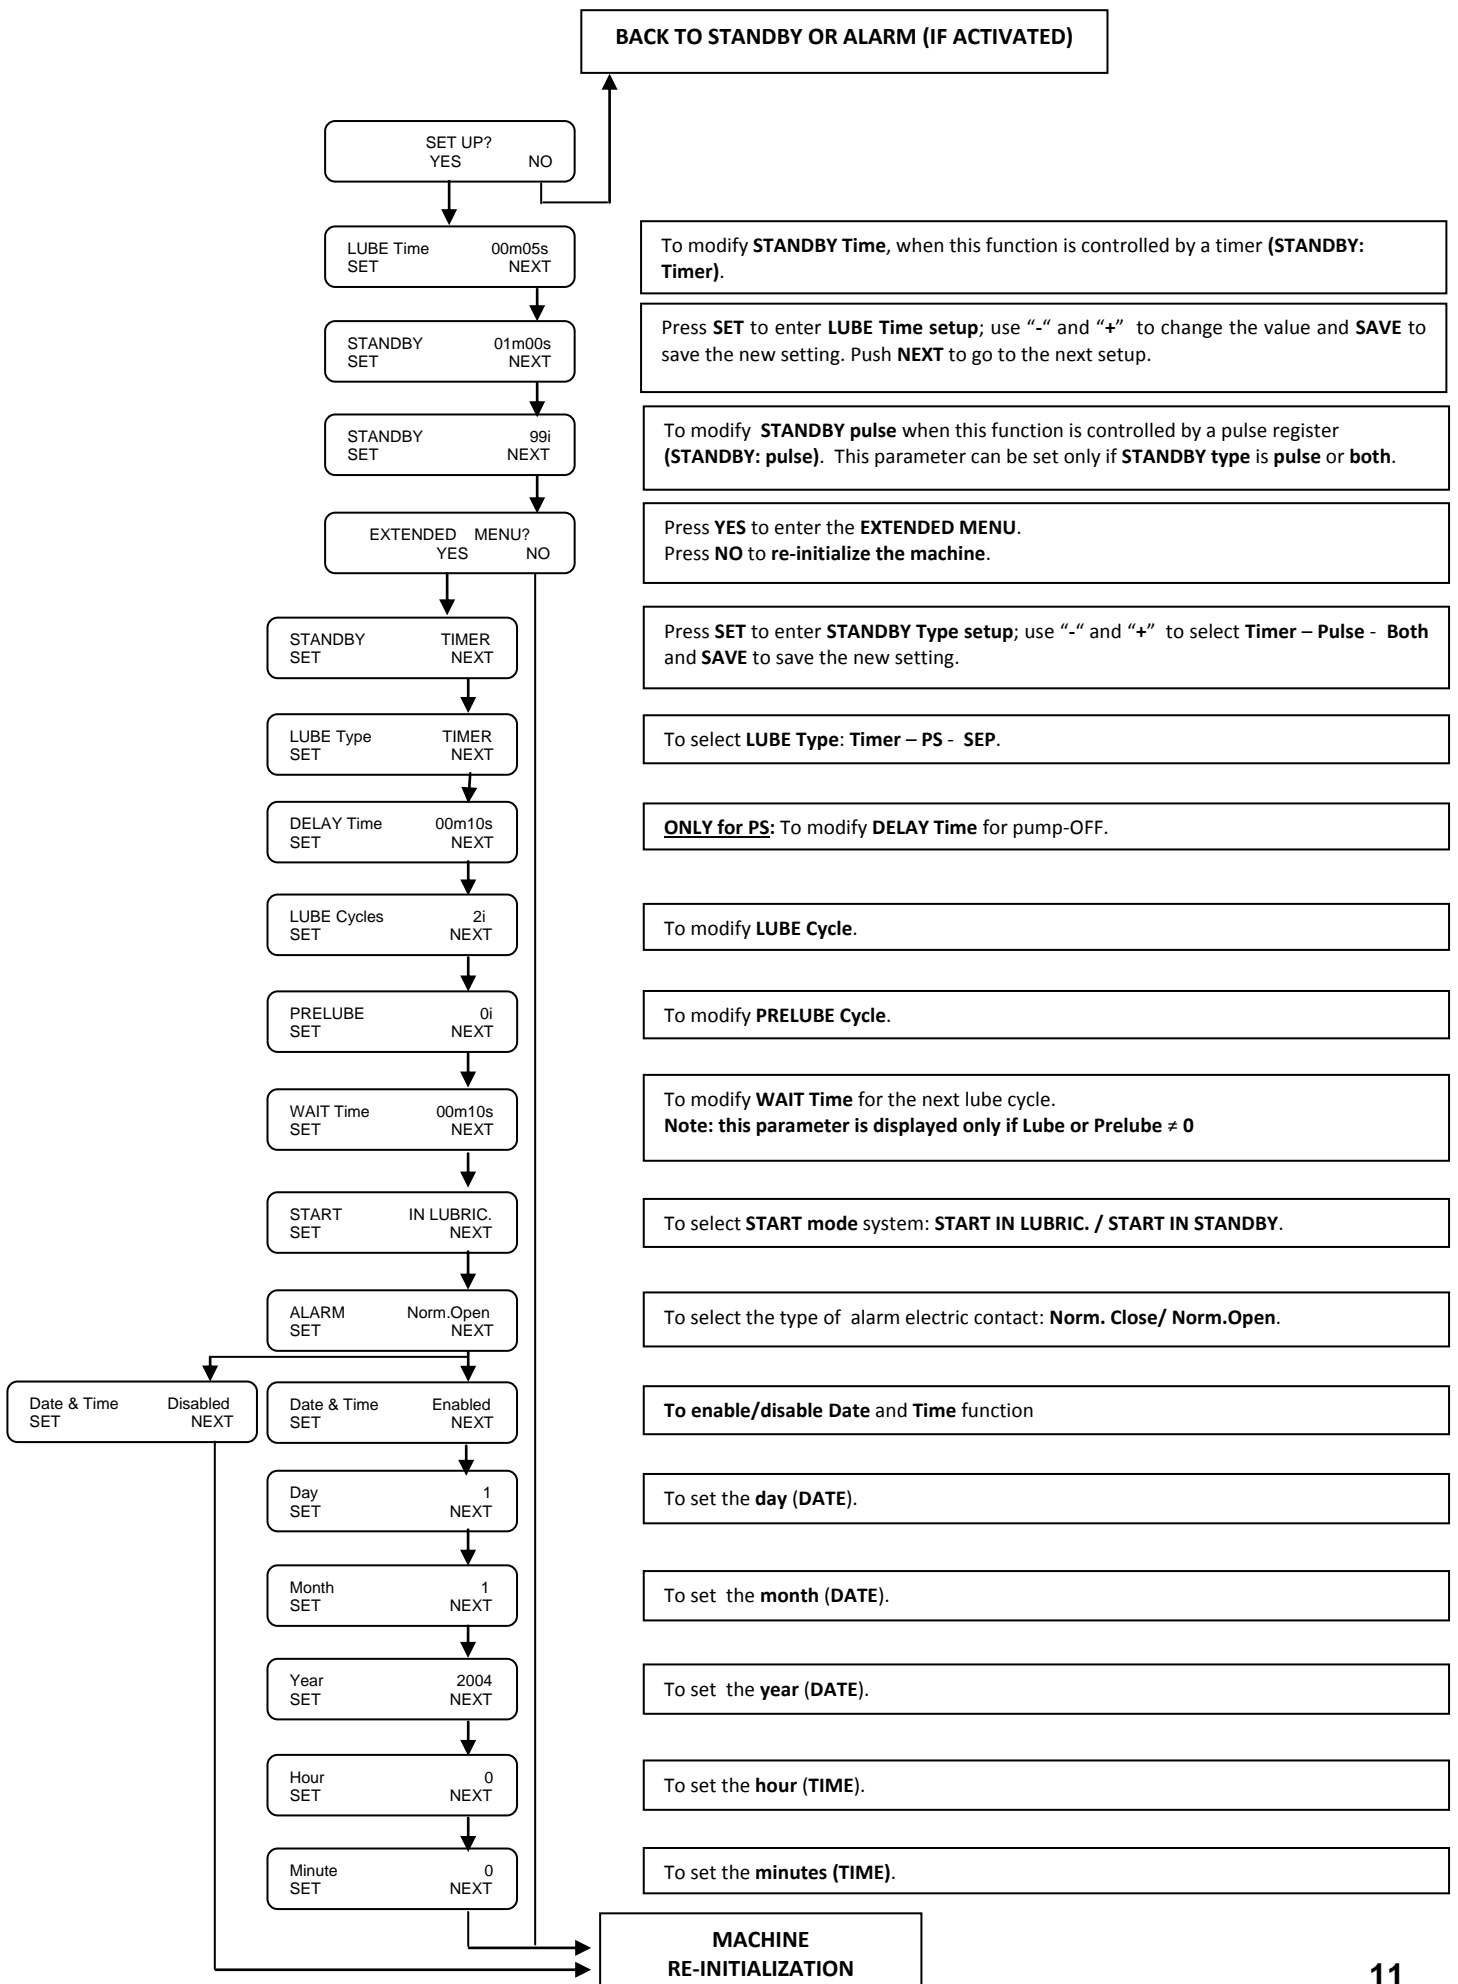 BACK TO STANDBY OR ALARM (IF ACTIVATED)
SET UP?
YES NO
LUBE Time 00m05s
SET NEXT
To modify STANDBY Time, when this function is controlled by a timer (STANDBY:
Timer).
STANDBY 01m00s
SET NEXT
Press SET to enter LUBE Time setup; use “-“ and “+” to change the value and SAVE to
save the new setting. Push NEXT to go to the next setup.
STANDBY 99i
SET NEXT
To modify STANDBY pulse when this function is controlled by a pulse register
(STANDBY: pulse). This parameter can be set only if STANDBY type is pulse or both.
EXTENDED MENU?
YES NO
Press YES to enter the EXTENDED MENU.
Press NO to re-initialize the machine.
STANDBY TIMER
SET NEXT
Press SET to enter STANDBY Type setup; use “-“ and “+” to select Timer – Pulse - Both
and SAVE to save the new setting.
LUBE Type TIMER
SET NEXT
To select LUBE Type: Timer – PS - SEP.
DELAY Time 00m10s
SET NEXT
ONLY for PS: To modify DELAY Time for pump-OFF.
LUBE Cycles 2i
SET NEXT
To modify LUBE Cycle.
PRELUBE 0i
SET NEXT
To modify PRELUBE Cycle.
WAIT Time 00m10s
SET NEXT
To modify WAIT Time for the next lube cycle.
Note: this parameter is displayed only if Lube or Prelube ≠ 0
START IN LUBRIC.
SET NEXT
To select START mode system: START IN LUBRIC. / START IN STANDBY.
ALARM Norm.Open
SET NEXT
To select the type of alarm electric contact: Norm. Close/ Norm.Open.
Date & Time Disabled
SET NEXT
Date & Time Enabled
SET NEXT
To enable/disable Date and Time function
Day 1
SET NEXT
To set the day (DATE).
Month 1
SET NEXT
To set the month (DATE).
Year 2004
SET NEXT
To set the year (DATE).
Hour 0
SET NEXT
To set the hour (TIME).
Minute 0
SET NEXT
To set the minutes (TIME).
MACHINE
RE-INITIALIZATION
11